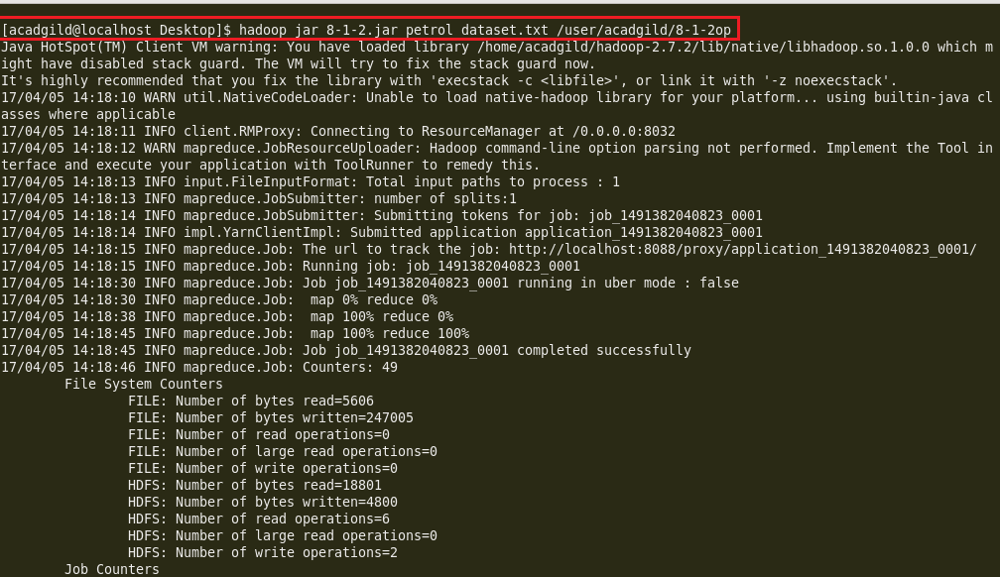 [acadgild@localhost Desktop]$ hadoop jar 8-1-2.jar petrol dataset.txt /user/acadgild/8-1-2op
Java HotSpot(TM) Client VM warning: You have loaded library /home/acadgild/hadoop-2.7.2/lib/native/libhadoop.so.1.0.0 which m
ight have disabled stack guard. The VM will try to fix the stack guard now.
It's highly recommended that you fix the library with 'execstack -c <libfile>', or link it with '-z noexecstack'.
17/04/05 14:18:10 WARN util.NativeCodeLoader: Unable to load native-hadoop library for your platform... using builtin-java cl
asses where applicable
17/04/05 14:18:11 INFO client.RMProxy: Connecting to ResourceManager at /0.0.0.0:8032
17/04/05 14:18:12 WARN mapreduce.JobResourceUploader: Hadoop command-line option parsing not performed. Implement the Tool in
terface and execute your application with ToolRunner to remedy this.
17/04/05 14:18:13 INFO input.FileInputFormat: Total input paths to process : 1
17/04/05 14:18:13 INFO mapreduce.JobSubmitter: number of splits:1
17/04/05 14:18:14 INFO mapreduce.JobSubmitter: Submitting tokens for job: job_1491382040823_0001
17/04/05 14:18:14 INFO impl.YarnClientImpl: Submitted application application_1491382040823_0001
17/04/05 14:18:15 INFO mapreduce.Job: The url to track the job: http://localhost:8088/proxy/application_1491382040823_0001/
17/04/05 14:18:15 INFO mapreduce.Job: Running job: job_1491382040823_0001
17/04/05 14:18:30 INFO mapreduce.Job: Job job_1491382040823_0001 running in uber mode : false
17/04/05 14:18:30 INFO mapreduce.Job:  map 0% reduce 0%
17/04/05 14:18:38 INFO mapreduce.Job:  map 100% reduce 0%
17/04/05 14:18:45 INFO mapreduce.Job:  map 100% reduce 100%
17/04/05 14:18:45 INFO mapreduce.Job: Job job_1491382040823_0001 completed successfully
17/04/05 14:18:46 INFO mapreduce.Job: Counters: 49
        File System Counters
                FILE: Number of bytes read=5606
                FILE: Number of bytes written=247005
                FILE: Number of read operations=0
                FILE: Number of large read operations=0
                FILE: Number of write operations=0
                HDFS: Number of bytes read=18801
                HDFS: Number of bytes written=4800
                HDFS: Number of read operations=6
                HDFS: Number of large read operations=0
                HDFS: Number of write operations=2
        Job Counters